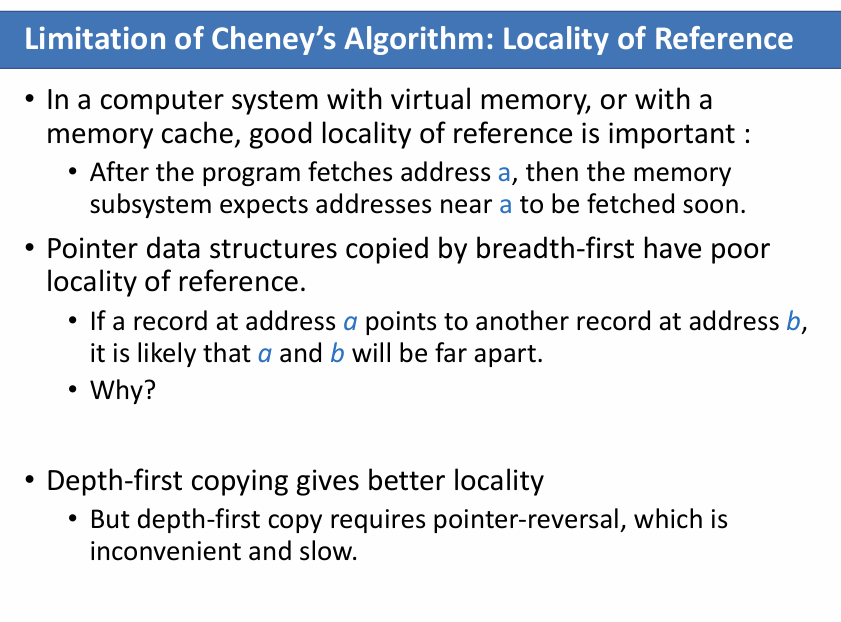 Limitation of Cheney’s Algorithm: Locality of Reference
• In a computer system with virtual memory, or with a
memory cache, good locality of reference is important :
• After the program fetches address a, then the memory
subsystem expects addresses near a to be fetched soon.
• Pointer data structures copied by breadth-first have poor
locality of reference.
• If a record at address a points to another record at address b,
it is likely that a and b will be far apart.
• Why?
• Depth-first copying gives better locality
• But depth-first copy requires pointer-reversal, which is
inconvenient and slow.